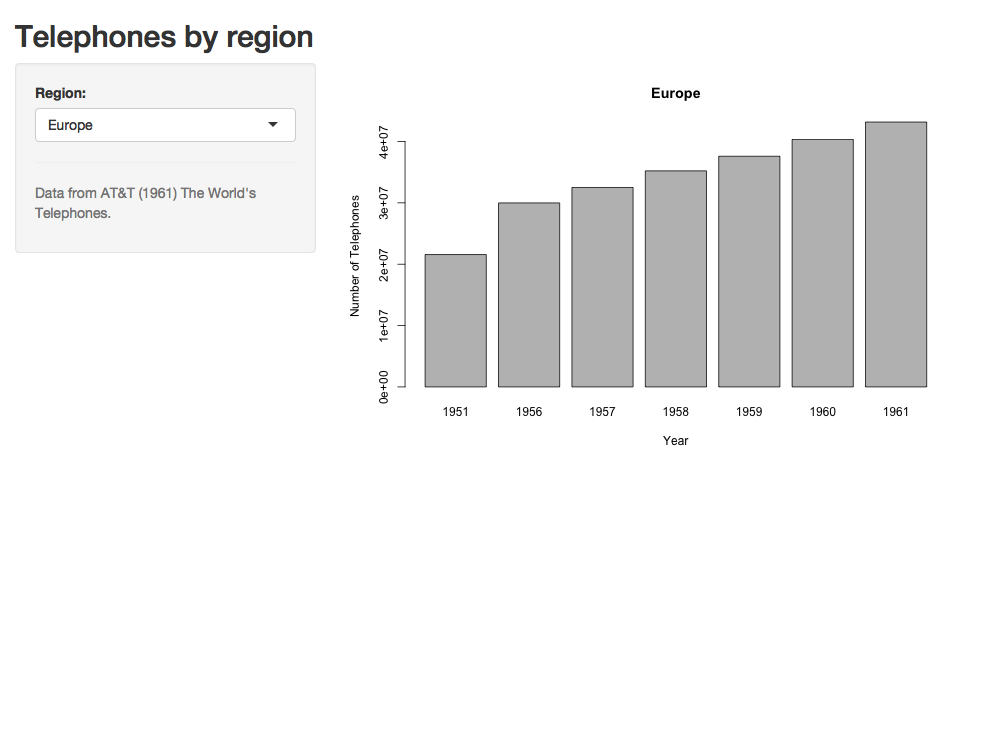 Telephones by region
Region:
Europe
Data from AT&T (1961) The World's
Telephones.
Europe
Number of Telephones
4e+07
3e+07
2e+07
1e+07
0e+00
1951 1956 1957 1958 1959 1960 1961
Year